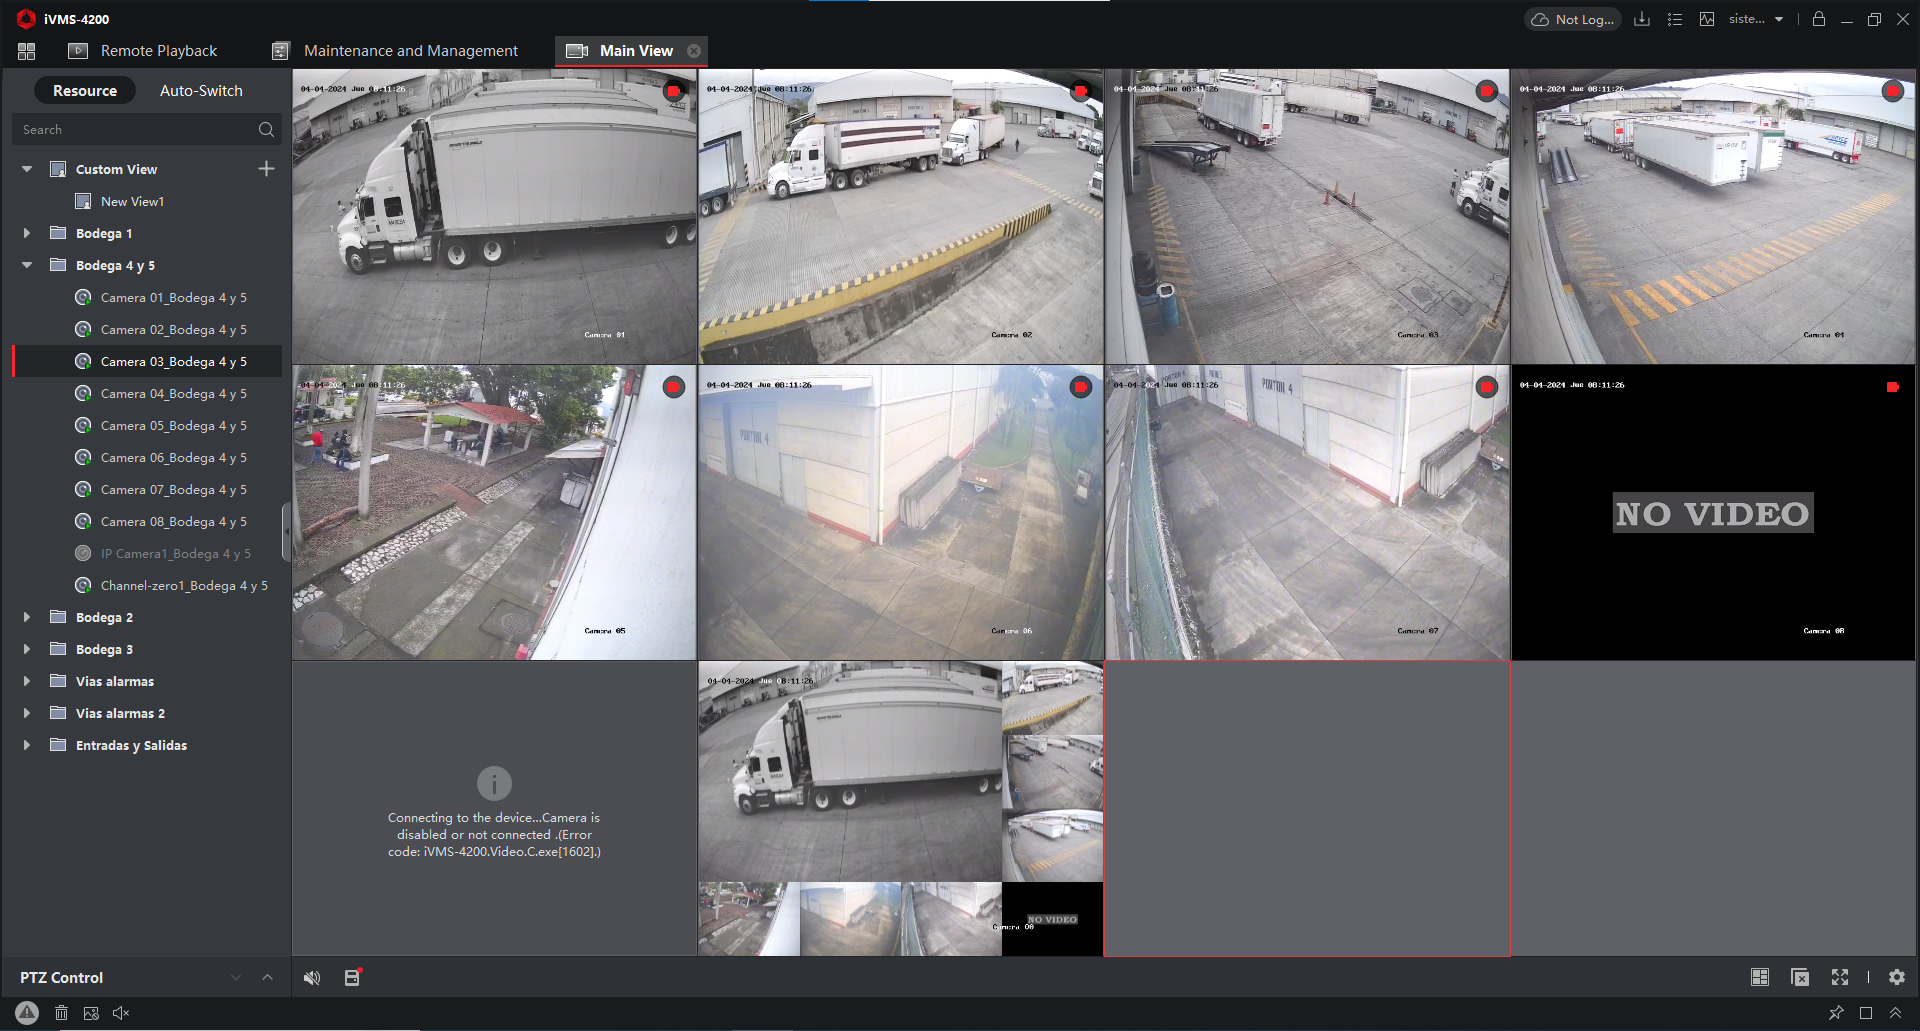 iVMS-4200
Not Log...
siste...
Remote Playback
Maintenance and Management
Main View
Resource
Auto-Switch
Search
Custom View
New View1
Bodega 1
Bodega 4 y 5
Camera 01_Bodega 4 y 5
Camera 02_Bodega 4 y 5
Camera 03_Bodega 4 y 5
Camera 04_Bodega 4 y 5
Camera 05_Bodega 4 y 5
Camera 06_Bodega 4 y 5
Camera 07_Bodega 4 y 5
Camera 08_Bodega 4 y 5
IP Camera1_Bodega 4 y 5
Channel-zero1_Bodega 4 y 5
Bodega 2
Bodega 3
Vias alarmas
Vias alarmas 2
Entradas y Salidas
PTZ Control
04-04-2024 Jue 08:11:26
Camera 01
04-04-2024 Jue 08:11:26
Camera 02
04-04-2024 Jue 08:11:26
Camera 03
04-04-2024 Jue 08:11:26
Camera 04
04-04-2024 Jue 08:11:26
Camera 05
04-04-2024 Jue 08:11:26
PORTON 4
Camera 06
04-04-2024 Jue 08:11:26
PORTON 4
Camera 07
04-04-2024 Jue 08:11:26
NO VIDEO
Camera 08
Connecting to the device...Camera is
disabled or not connected .(Error
code: iVMS-4200.Video.C.exe[1602].)
04-04-2024 Jue 08:11:26
NO VIDEO
Camera 00